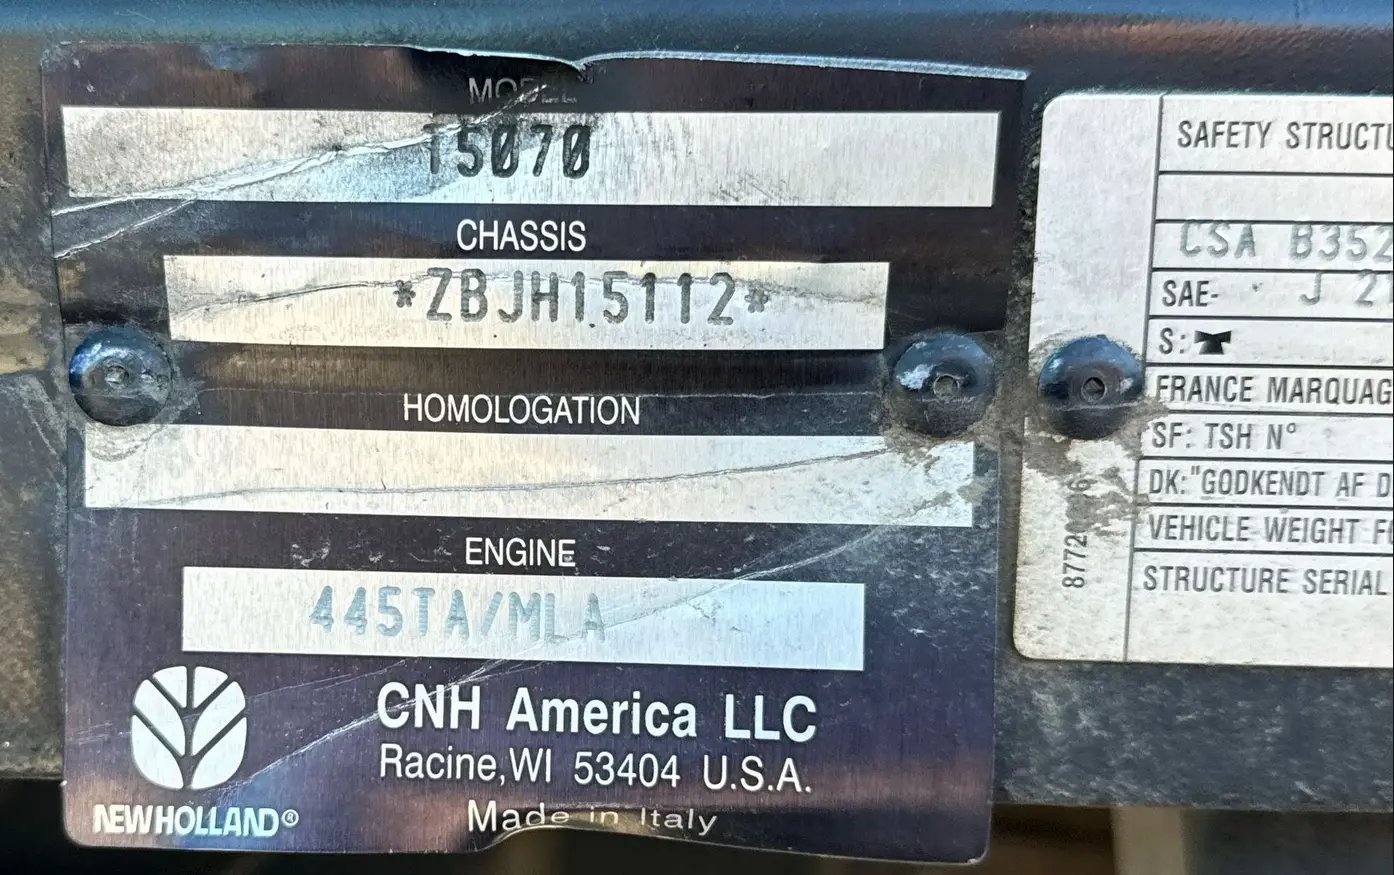 MODEL
T5070
CHASSIS
*ZBJH15112*
HOMOLOGATION
ENGINE
445TA/MLA
CNH America LLC
Racine,WI 53404 U.S.A.
Made in Italy
NEW HOLLAND®
SAFETY STRUCTU
CSA B352
SAE- J 2
S:
FRANCE MARQUAG
SF: TSH N°
DK:"GODKENDT AF D
VEHICLE WEIGHT F
STRUCTURE SERIAL